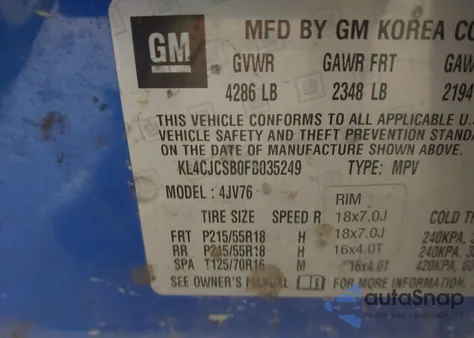 GM
MFD BY GM KOREA CO
GVWR GAWR FRT GAW
4286 LB 2348 LB 2194
THIS VEHICLE CONFORMS TO ALL APPLICABLE U.S
VEHICLE SAFETY AND THEFT PREVENTION STANDA
ON THE DATE OF MANUFACTURE SHOWN ABOVE.
KL4CJCSB0FB035249 TYPE: MPV
MODEL: 4JV76
TIRE SIZE SPEED R RIM COLD T
18x7.0J
FRT P215/55R18 H 18x7.0J 240KPA,
RR P215/55R18 H 16x4.0T 240KPA,
SPA T125/70R16 M 16x4.0T 420KPA,
SEE OWNER'S MANUAL FOR MORE INFORMATION.
autoSnap